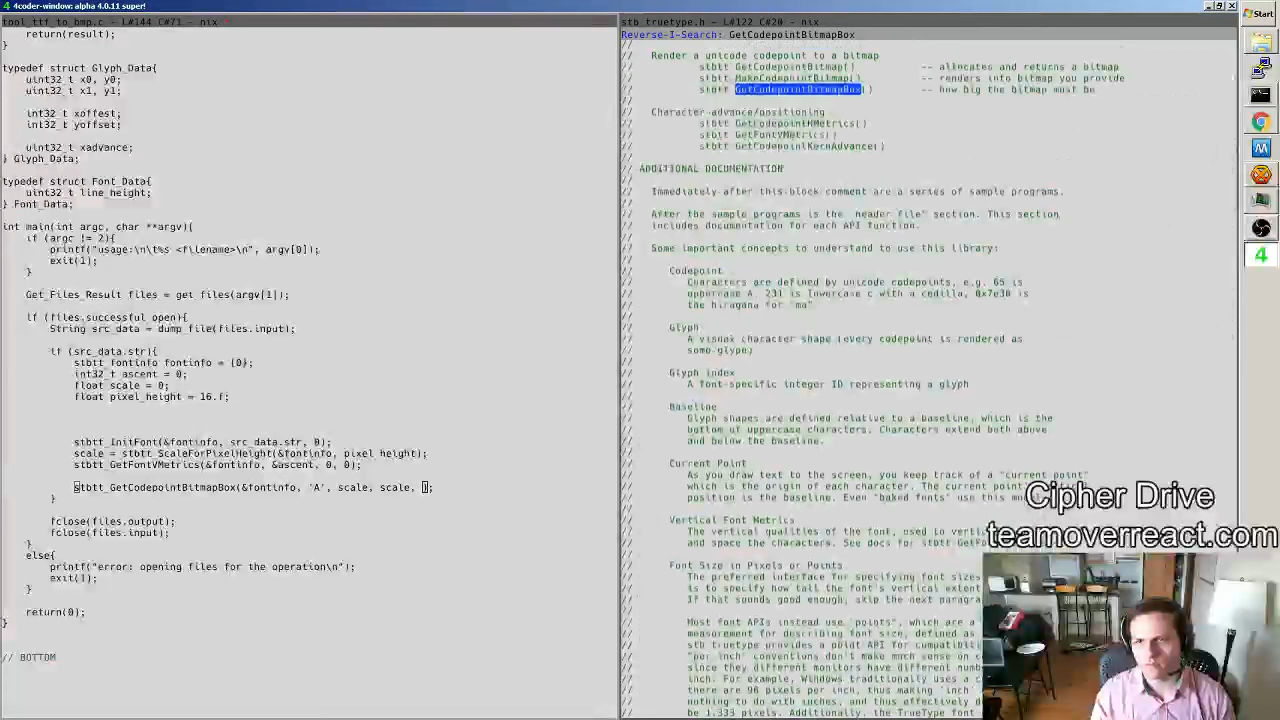 4coder-window: alpha 4.0.11 super!
tool_ttf_to_bmp.c - L#144 C#71 - nix *
return(result);
}
typedef struct Glyph_Data{
uint32_t x0, y0;
uint32_t x1, y1;
int32_t xoffest;
int32_t yoffset;
uint32_t xadvance;
} Glyph_Data;
typedef struct Font_Data{
uint32_t line_height;
} Font_Data;
int main(int argc, char **argv){
if (argc != 2){
printf("usage:\n\t%s <filename>\n", argv[0]);
exit(1);
}
Get_Files_Result files = get_files(argv[1]);
if (files.successful_open){
String src_data = dump_file(files.input);
if (src_data.str){
stbtt_fontinfo fontinfo = {0};
int32_t ascent = 0;
float scale = 0;
float pixel_height = 16.f;
stbtt_InitFont(&fontinfo, src_data.str, 0);
scale = stbtt_ScaleForPixelHeight(&fontinfo, pixel_height);
stbtt_GetFontVMetrics(&fontinfo, &ascent, 0, 0);
stbtt_GetCodepointBitmapBox(&fontinfo, 'A', scale, scale, );
}
fclose(files.output);
fclose(files.input);
}
else{
printf("error: opening files for the operation\n");
exit(1);
}
return(0);
}
// BOTTOM
stb_truetype.h - L#122 C#20 - nix
Reverse-I-Search: GetCodepointBitmapBox
//
// Render a unicode codepoint to a bitmap
// stbtt_GetCodepointBitmap() -- allocates and returns a bitmap
// stbtt_MakeCodepointBitmap() -- renders into bitmap you provide
// stbtt_GetCodepointBitmapBox() -- how big the bitmap must be
//
// Character advance/positioning
// stbtt_GetCodepointHMetrics()
// stbtt_GetFontVMetrics()
// stbtt_GetCodepointKernAdvance()
//
// ADDITIONAL DOCUMENTATION
//
// Immediately after this block comment are a series of sample programs.
//
// After the sample programs is the "header file" section. This section
// includes documentation for each API function.
//
// Some important concepts to understand to use this library:
//
// Codepoint
// Characters are defined by unicode codepoints, e.g. 65 is
// uppercase A, 231 is lowercase c with a cedilla, 0x7e30 is
// the hiragana for "ma"
//
// Glyph
// A visual character shape (every codepoint is rendered as
// some glyph)
//
// Glyph index
// A font-specific integer ID representing a glyph
//
// Baseline
// Glyph shapes are defined relative to a baseline, which is the
// bottom of uppercase characters. Characters extend both above
// and below the baseline.
//
// Current Point
// As you draw text to the screen, you keep track of a "current point"
// which is the origin of each character. The current point
// position is the baseline. Even "baked fonts" use this
//
// Vertical Font Metrics
// The vertical qualities of the font, used to
// and space the characters. See docs for
//
// Font Size in Pixels or Points
// The preferred interface for specifying font sizes
// is to specify how tall the font's vertical extent
// If that sounds good enough, skip the next
//
// Most font APIs instead use "points", which are a
// measurement for describing font size, defined as
// stb_truetype provides a point API for
// "per inch" conventions don't make much sense on
// since they different monitors have different
// inch. For example, Windows traditionally uses a
// there are 96 pixels per inch, thus making 'inch'
// nothing to do with inches, and thus effectively
// be 1.333 pixels. Additionally, the TrueType font
Cipher Drive
teamoverreact.com
Start
M
4